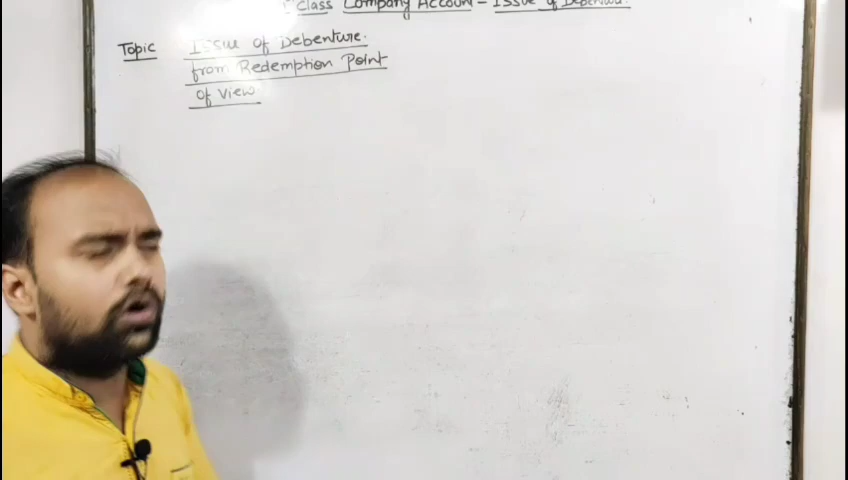 Class Company Account - Issue of Debenture.
Topic Issue of Debenture.
from Redemption Point
of View